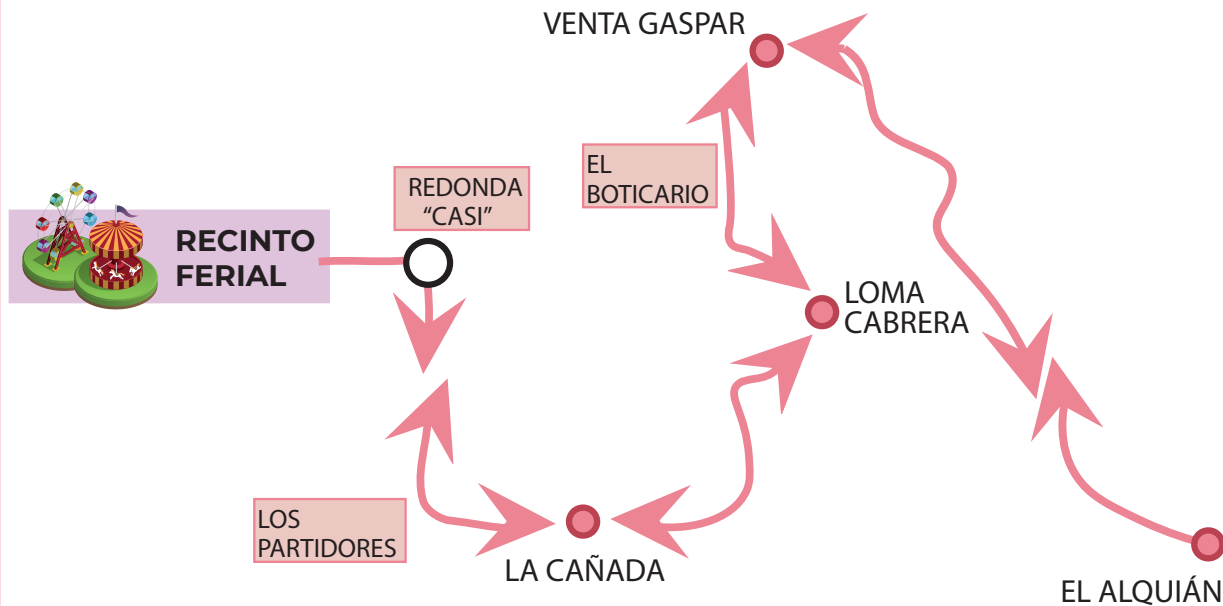 VENTA GASPAR
EL
BOTICARIO
REDONDA
“CASI”
RECINTO
FERIAL
LOMA
CABRERA
LOS
PARTIDORES
LA CAÑADA
EL ALQUIÁN